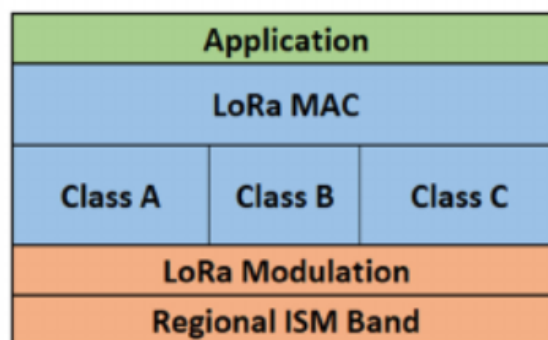 Application
LoRa MAC
Class A
Class B
Class C
LoRa Modulation
Regional ISM Band